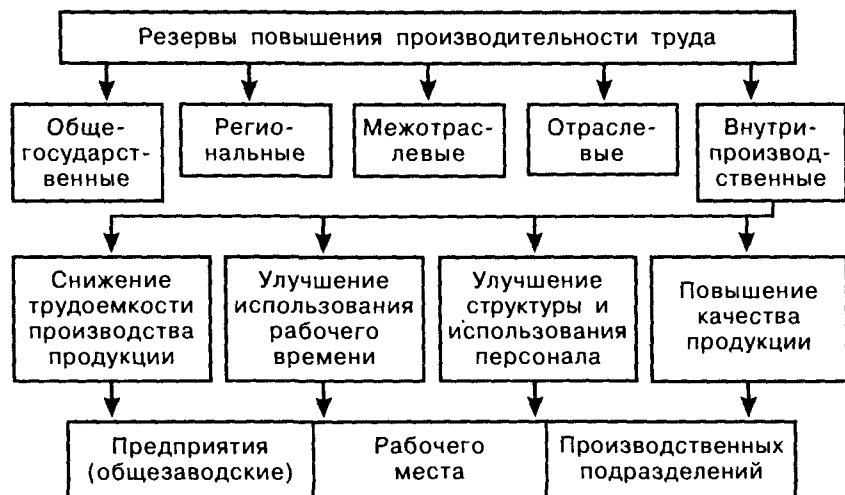 Резервы повышения производительности труда
Обще-
государст-
венные
Регио-
нальные
Межотрас-
левые
Отрасле-
вые
Внутри-
производ-
ственные
Снижение
трудоемкости
производства
продукции
Улучшение
использования
рабочего
времени
Улучшение
структуры и
использования
персонала
Повышение
качества
продукции
Предприятия
(общезаводские)
Рабочего
места
Производственных
подразделений